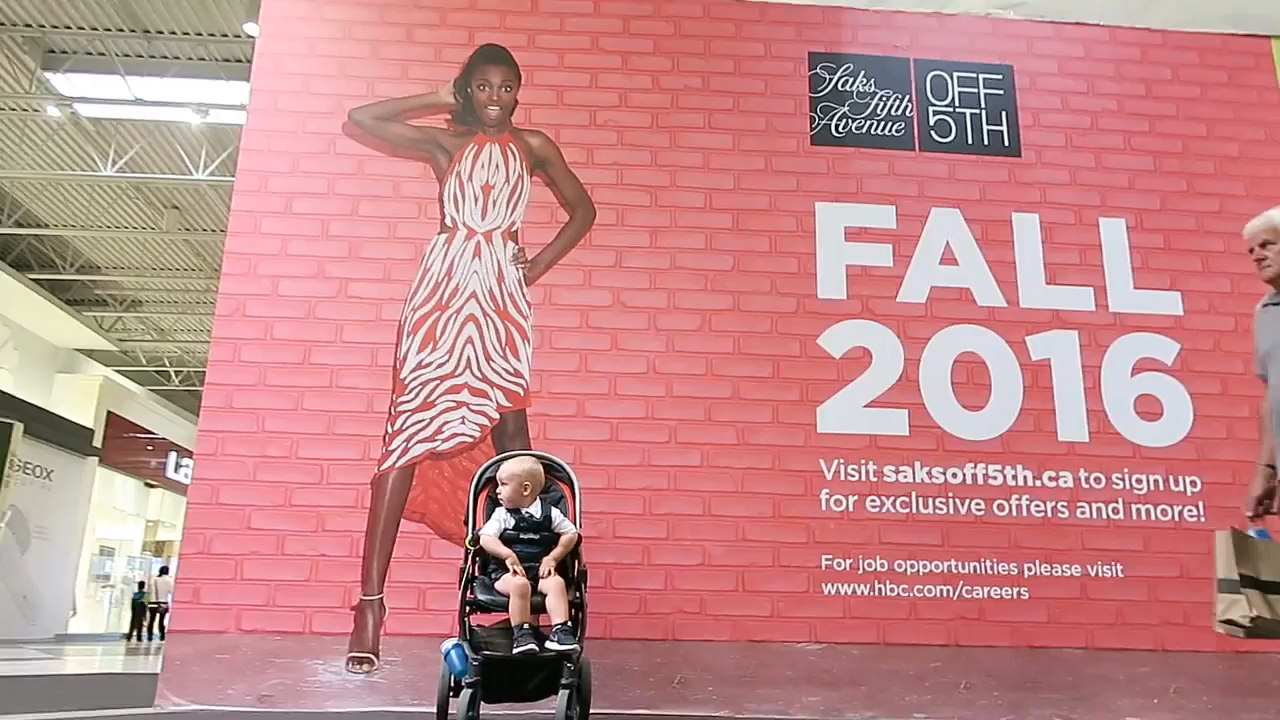 Saks
fifth
Avenue
OFF
5TH
FALL
2016
Visit saksoff5th.ca to sign up
for exclusive offers and more!
For job opportunities please visit
www.hbc.com/careers
GEOX
La